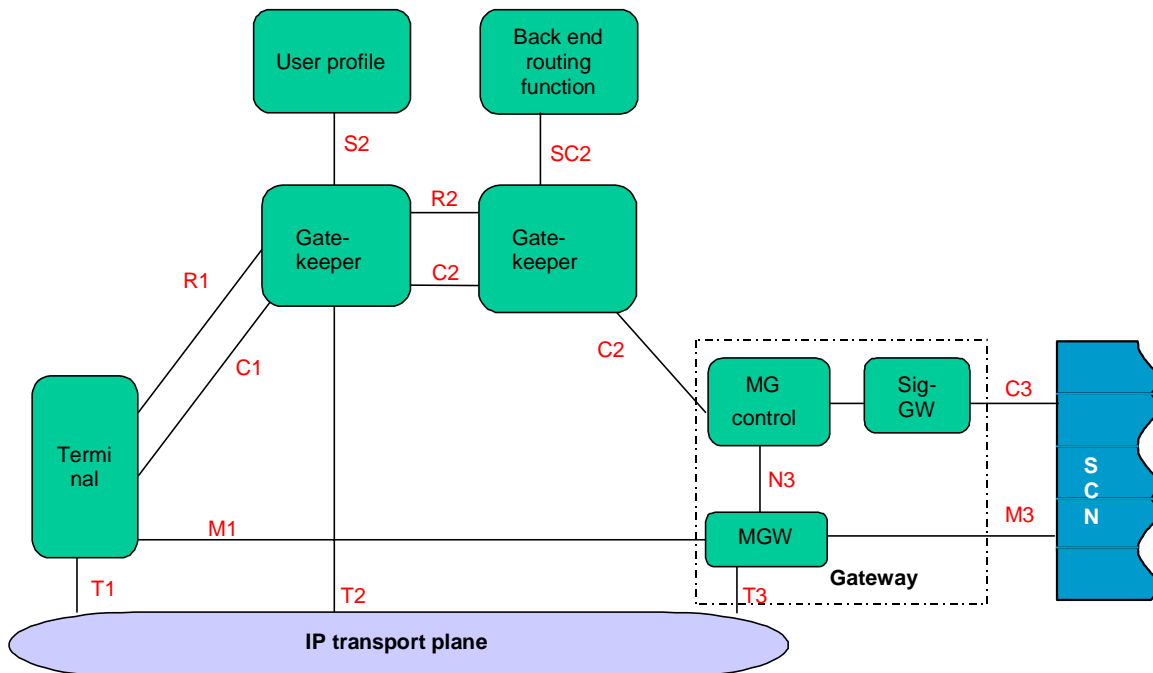 User profile
Back end
routing
function
S2
SC2
R2
Gate-
keeper
Gate-
keeper
C2
R1
C1
C2
MG
control
Sig-
GW
C3
Termi
nal
S
C
N
N3
M1
M3
MGW
Gateway
T1
T2
T3
IP transport plane